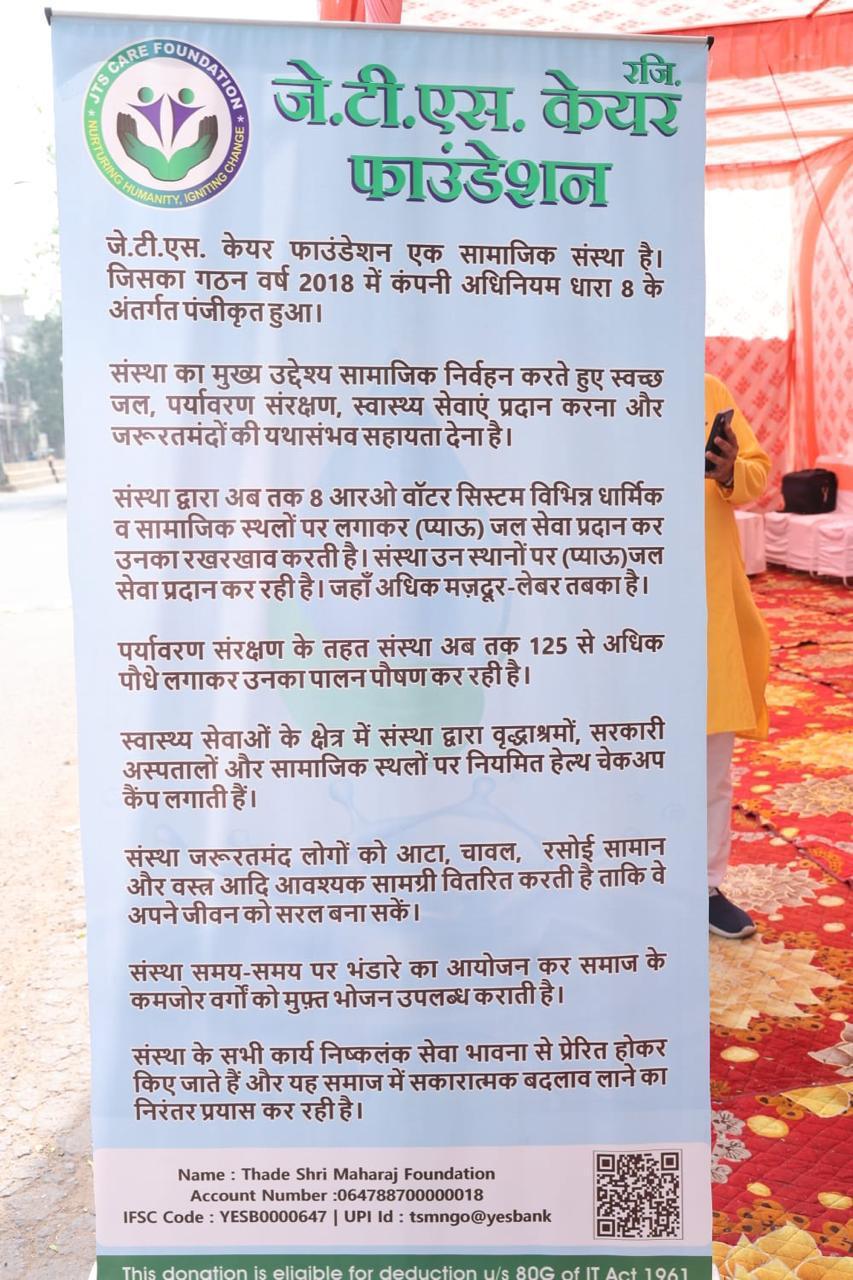 JTS CARE FOUNDATION
NURTURING HUMANITY, IGNITING CHANGE
रजि.
जे.टी.एस. केयर
फाउंडेशन
जे.टी.एस. केयर फाउंडेशन एक सामाजिक संस्था है।
जिसका गठन वर्ष 2018 में कंपनी अधिनियम धारा 8 के
अंतर्गत पंजीकृत हुआ।
संस्था का मुख्य उद्देश्य सामाजिक निर्वहन करते हुए स्वच्छ
जल, पर्यावरण संरक्षण, स्वास्थ्य सेवाएं प्रदान करना और
जरूरतमंदों की यथासंभव सहायता देना है।
संस्था द्वारा अब तक 8 आरओ वॉटर सिस्टम विभिन्न धार्मिक
व सामाजिक स्थलों पर लगाकर (प्याऊ) जल सेवा प्रदान कर
उनका रखरखाव करती है। संस्था उन स्थानों पर (प्याऊ)जल
सेवा प्रदान कर रही है। जहाँ अधिक मज़दूर-लेबर तबका है।
पर्यावरण संरक्षण के तहत संस्था अब तक 125 से अधिक
पौधे लगाकर उनका पालन पौषण कर रही है।
स्वास्थ्य सेवाओं के क्षेत्र में संस्था द्वारा वृद्धाश्रमों, सरकारी
अस्पतालों और सामाजिक स्थलों पर नियमित हेल्थ चेकअप
कैंप लगाती हैं।
संस्था जरूरतमंद लोगों को आटा, चावल, रसोई सामान
और वस्त्र आदि आवश्यक सामग्री वितरित करती है ताकि वे
अपने जीवन को सरल बना सकें।
संस्था समय-समय पर भंडारे का आयोजन कर समाज के
कमजोर वर्गों को मुफ़्त भोजन उपलब्ध कराती है।
संस्था के सभी कार्य निष्कलंक सेवा भावना से प्रेरित होकर
किए जाते हैं और यह समाज में सकारात्मक बदलाव लाने का
निरंतर प्रयास कर रही है।
Name : Thade Shri Maharaj Foundation
Account Number :064788700000018
IFSC Code : YESB0000647 | UPI Id : tsmngo@yesbank
This donation is eligible for deduction u/s 80G of IT Act 1961